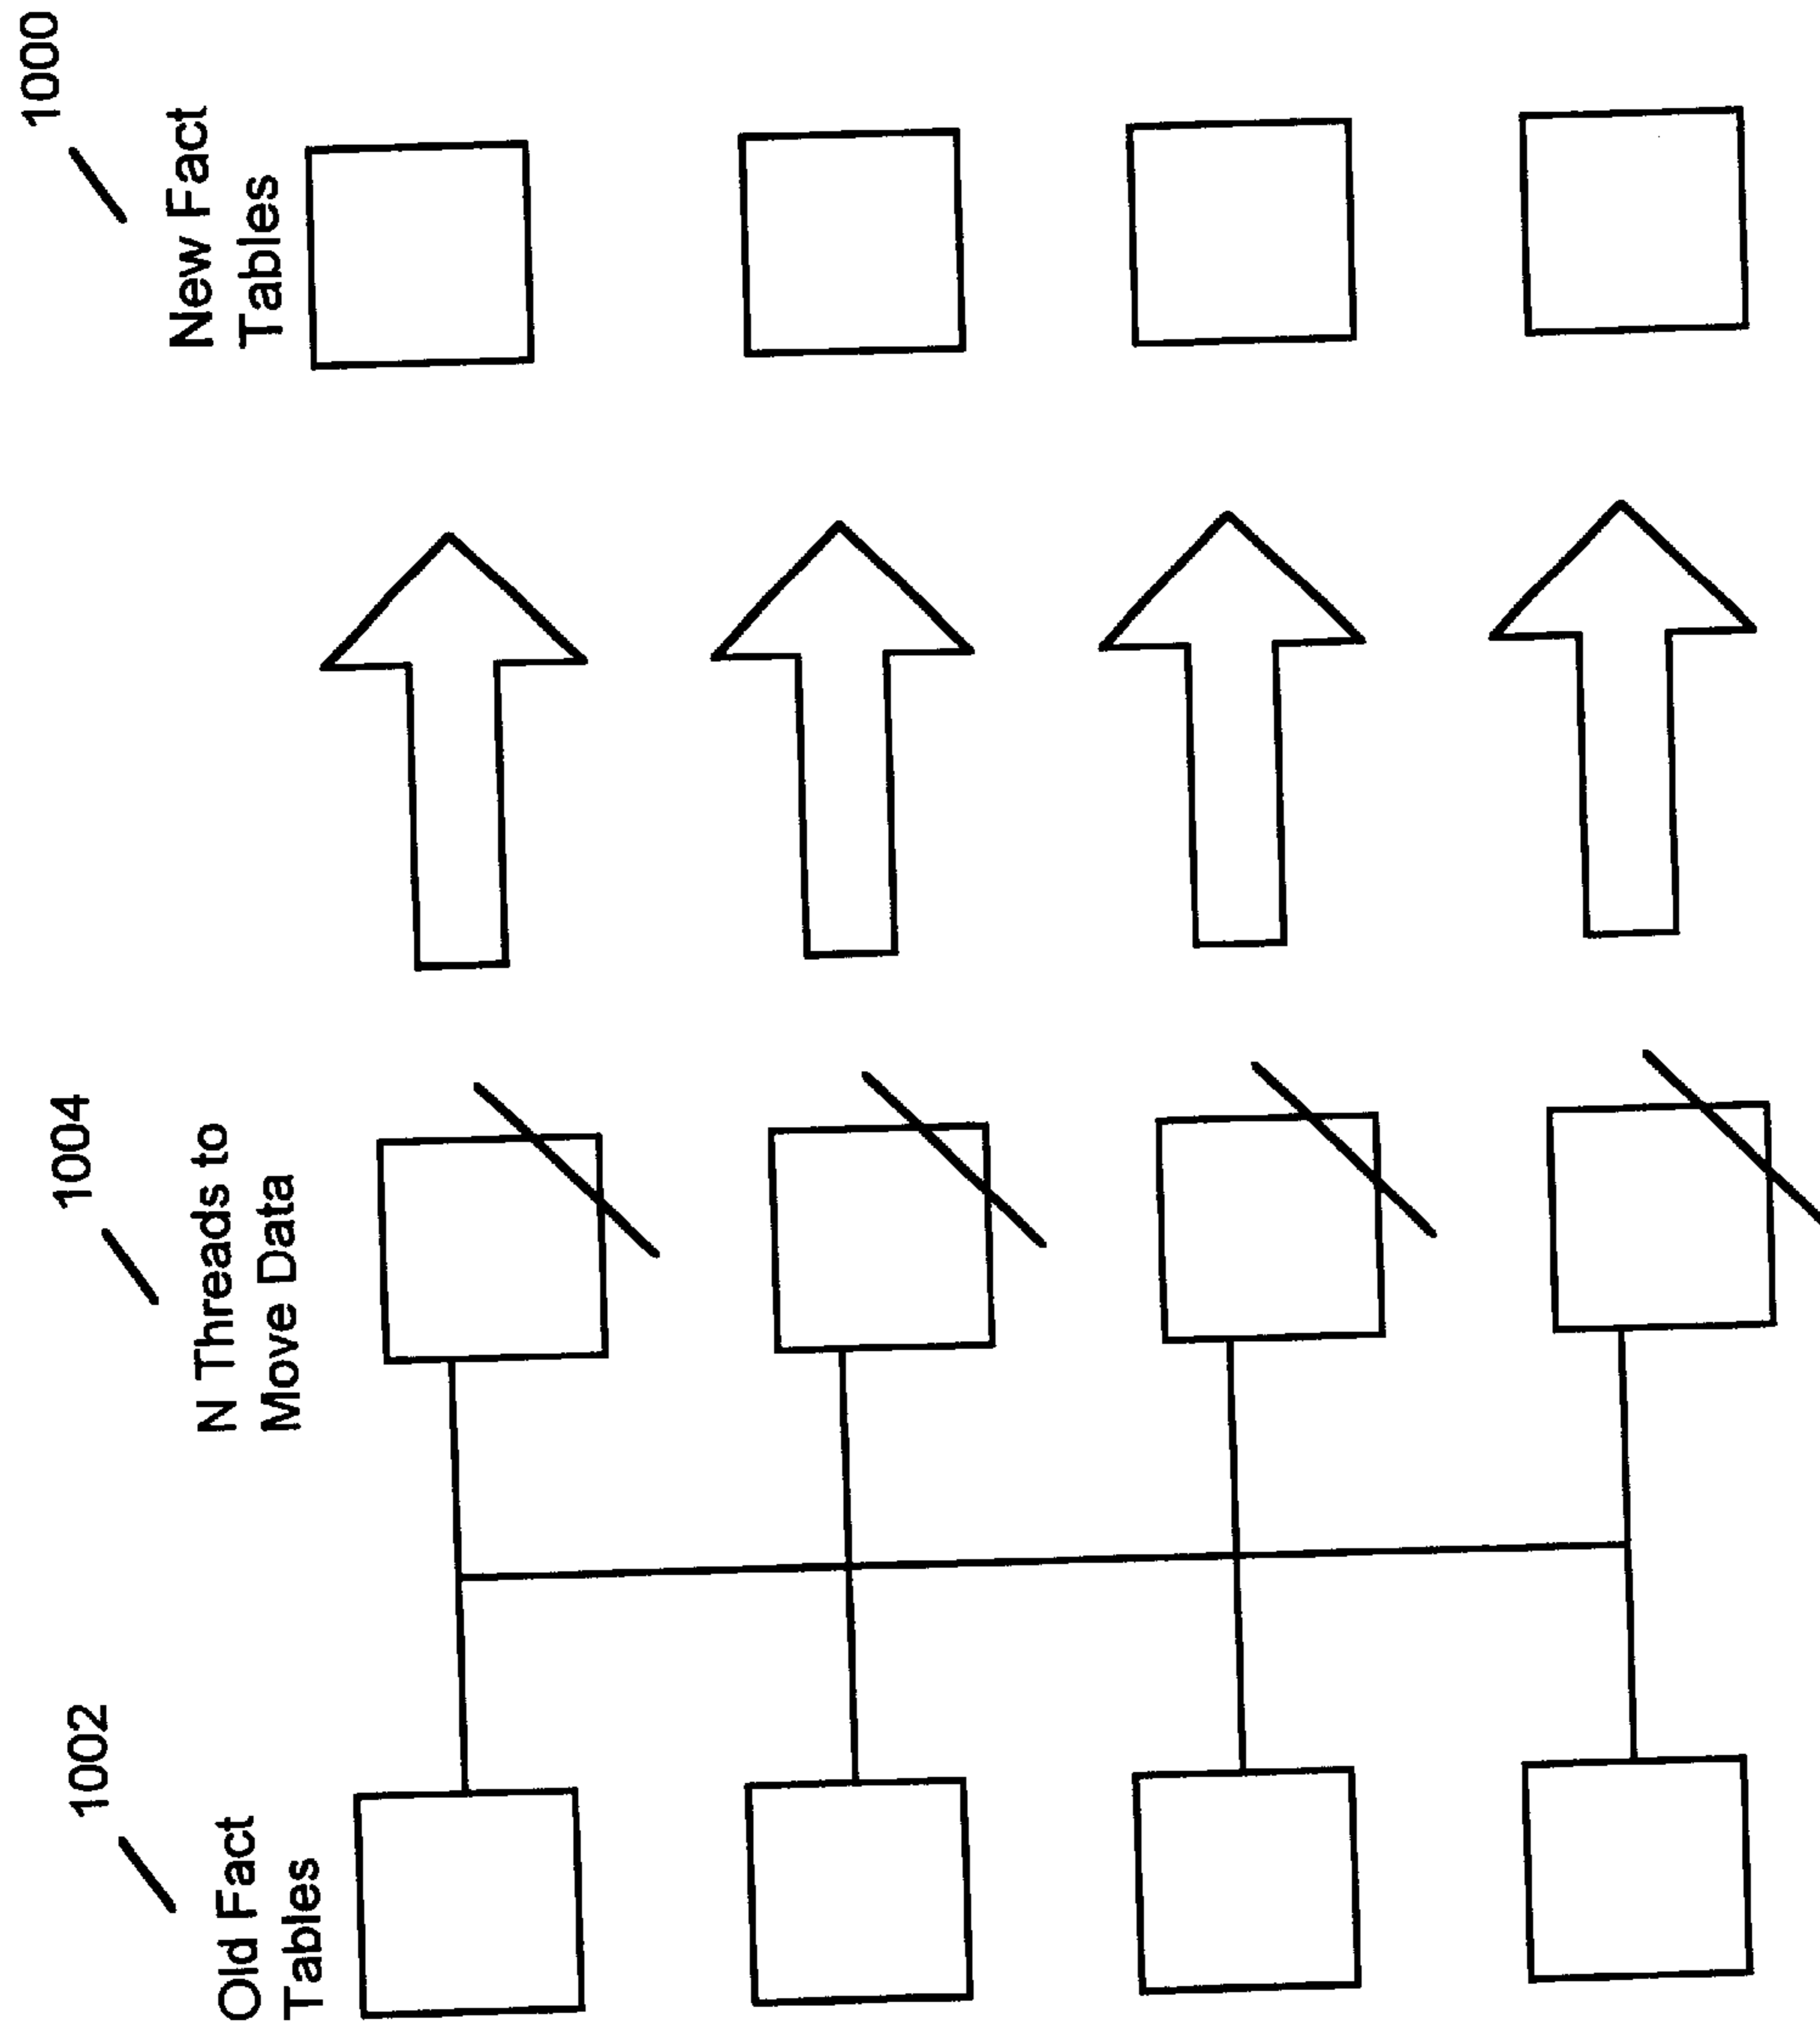 1002
Old Fact
Tables
1004
N Threads to
Move Data
1000
New Fact
Tables